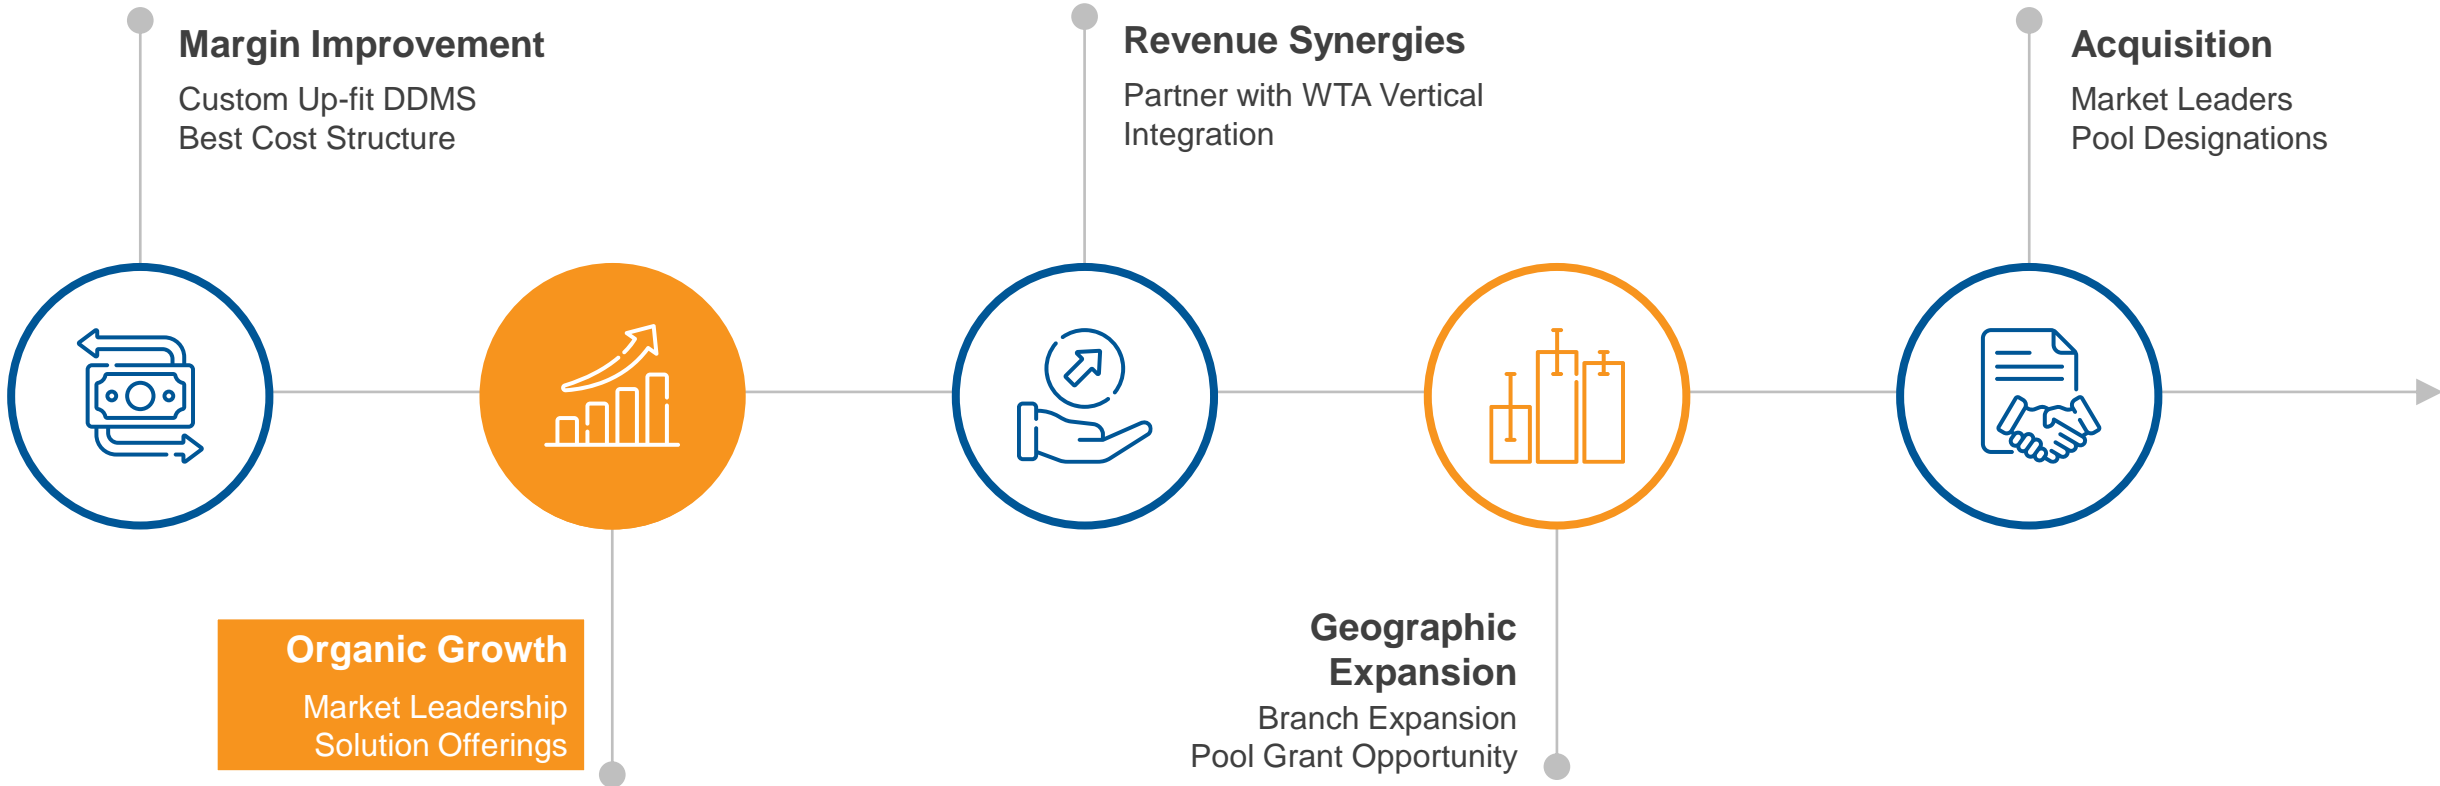 Margin Improvement
Custom Up-fit DDMS
Best Cost Structure
Organic Growth
Market Leadership
Solution Offerings
Revenue Synergies
Partner with WTA Vertical
Integration
Geographic
Expansion
Branch Expansion
Pool Grant Opportunity
Acquisition
Market Leaders
Pool Designations